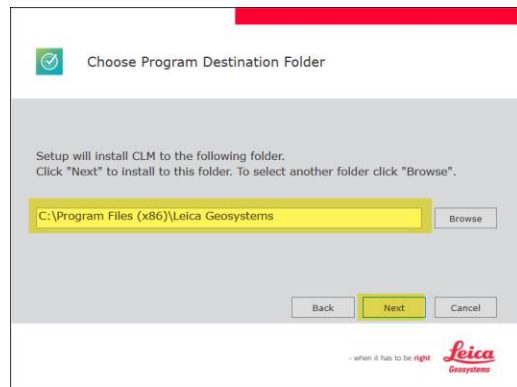 Choose Program Destination Folder
Setup will install CLM to the following folder.
Click "Next" to install to this folder. To select another folder click "Browse".
C:\Program Files (x86)\Leica Geosystems
Browse
Back
Next
Cancel
- when it has to be right
Leica
Geosystems